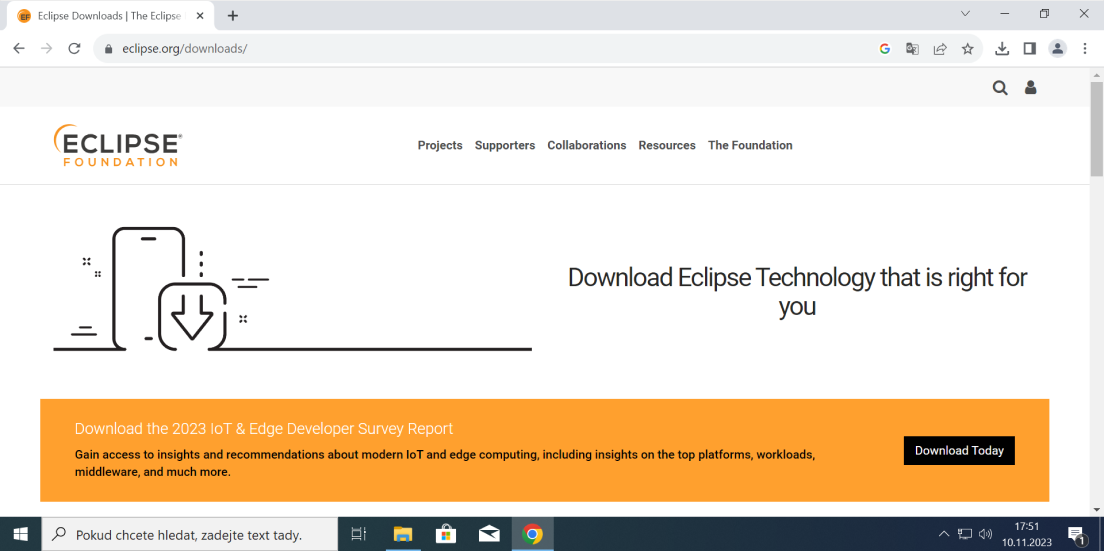 Eclipse Downloads | The Eclipse
eclipse.org/downloads/
ECLIPSE
FOUNDATION
Projects Supporters Collaborations Resources The Foundation
Download Eclipse Technology that is right for
you
Download the 2023 IoT & Edge Developer Survey Report
Gain access to insights and recommendations about modern IoT and edge computing, including insights on the top platforms, workloads,
middleware, and much more.
Download Today
Pokud chcete hledat, zadejte text tady.
17:51
10.11.2023
1